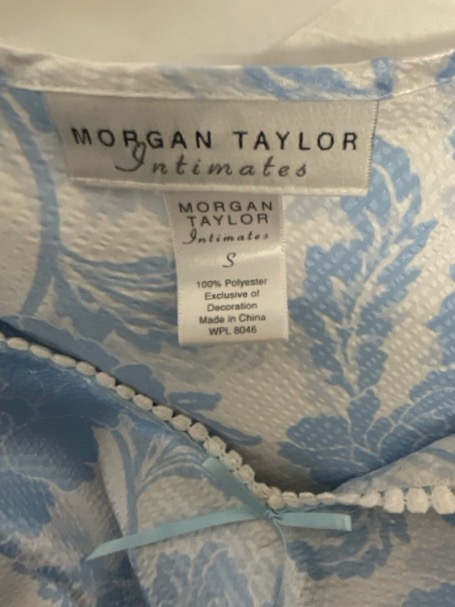 MORGAN TAYLOR
Intimates
MORGAN
TAYLOR
Intimates
S
100% Polyester
Exclusive of
Decoration
Made in China
WPL 8046